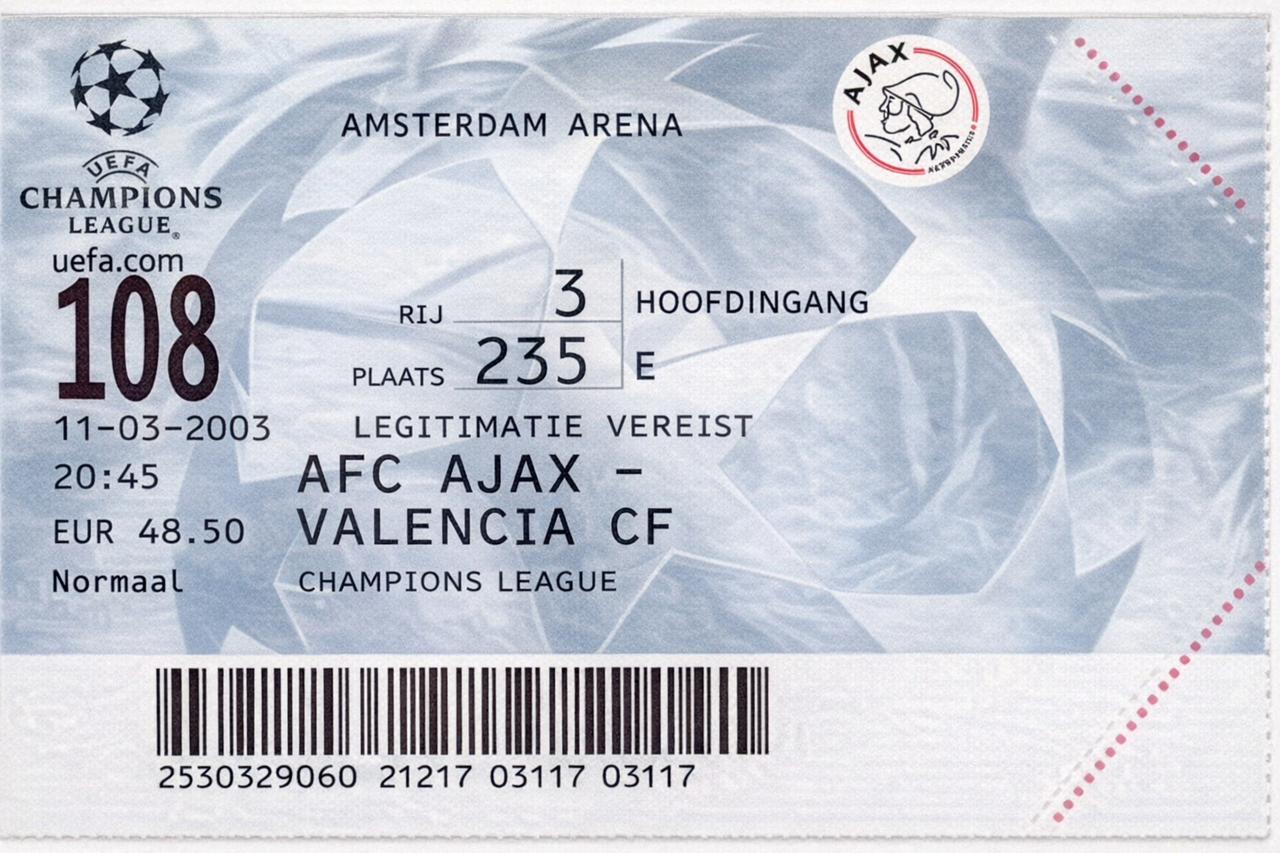 AMSTERDAM ARENA
AJAX
UEFA
CHAMPIONS
LEAGUE®
uefa.com
108
RIJ 3 HOOFDINGANG
PLAATS 235 E
11-03-2003 LEGITIMATIE VEREIST
20:45 AFC AJAX -
EUR 48.50 VALENCIA CF
Normaal CHAMPIONS LEAGUE
2530329060 21217 03117 03117